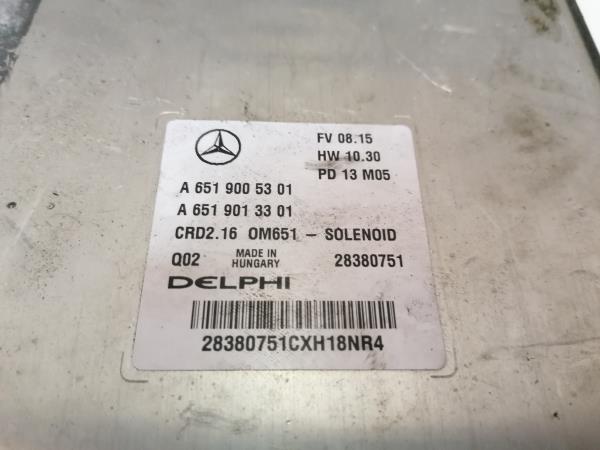 FV 08.15
HW 10.30
PD 13 M05
A 651 900 53 01
A 651 901 33 01
CRD2.16 OM651 – SOLENOID
Q02 MADE IN HUNGARY 28380751
DELPHI
28380751CXH18NR4